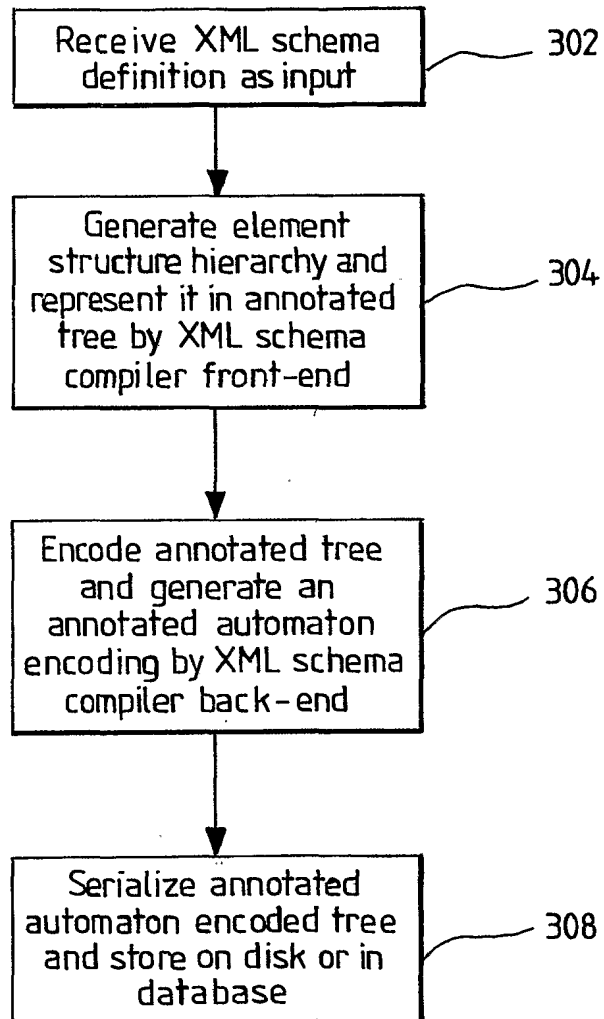 Receive XML schema
definition as input
302
Generate element
structure hierarchy and
represent it in annotated
tree by XML schema
compiler front-end
304
Encode annotated tree
and generate an
annotated automaton
encoding by XML schema
compiler back-end
306
Serialize annotated
automaton encoded tree
and store on disk or in
database
308